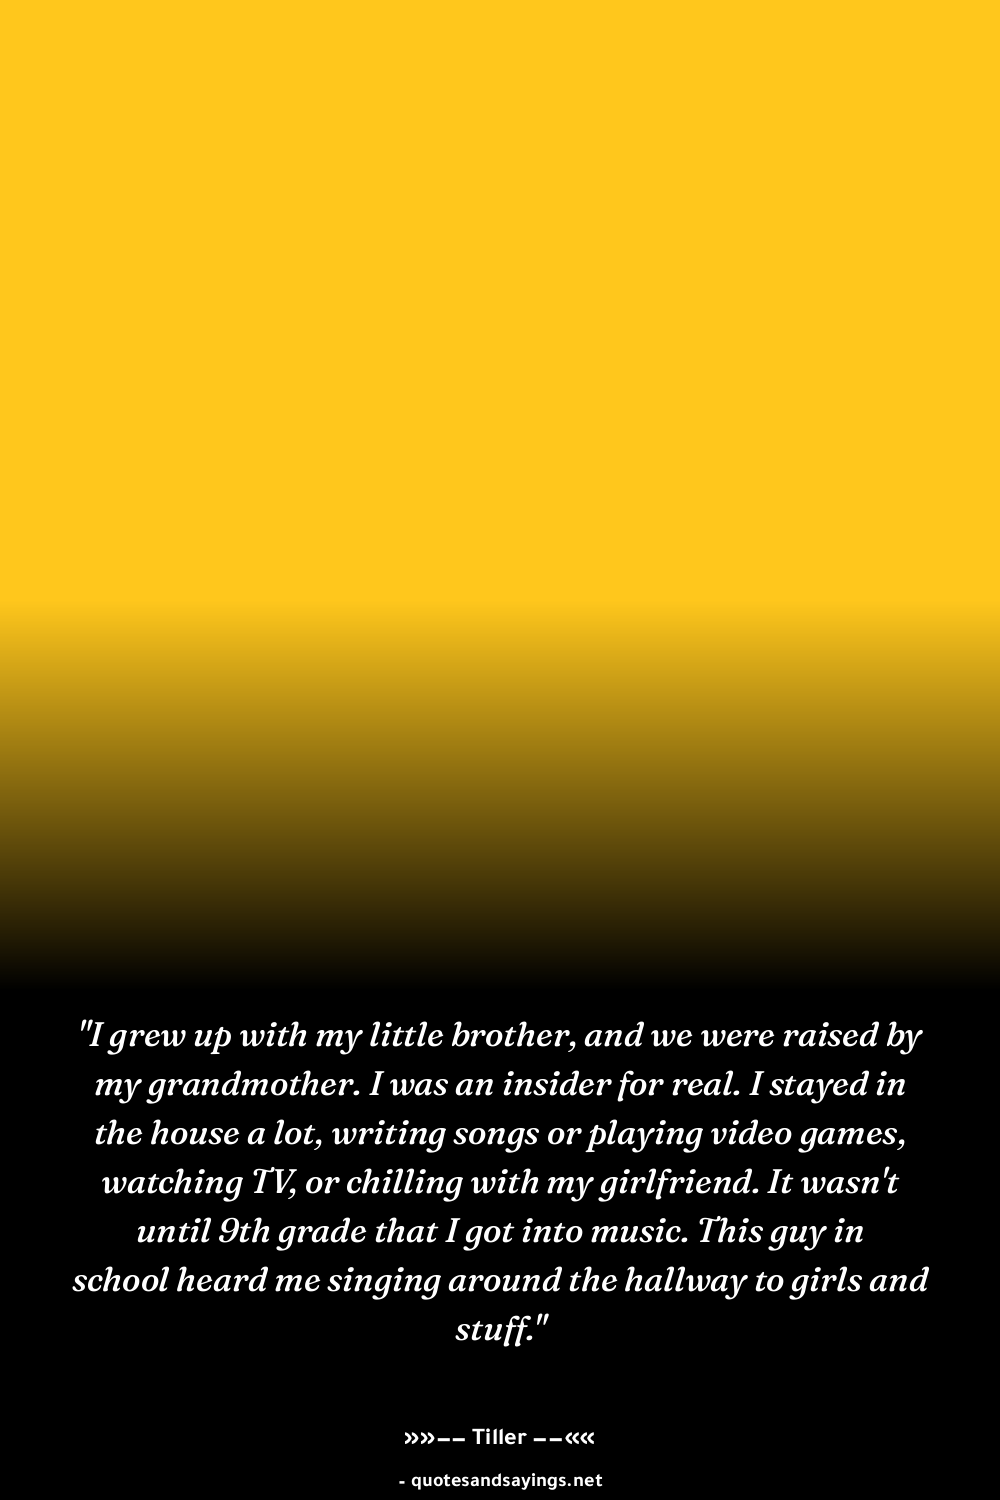 "I grew up with my little brother, and we were raised by
my grandmother. I was an insider for real. I stayed in
the house a lot, writing songs or playing video games,
watching TV, or chilling with my girlfriend. It wasn't
until 9th grade that I got into music. This guy in
school heard me singing around the hallway to girls and
stuff."
»»−− Tiller −−««
- quotesandsayings.net